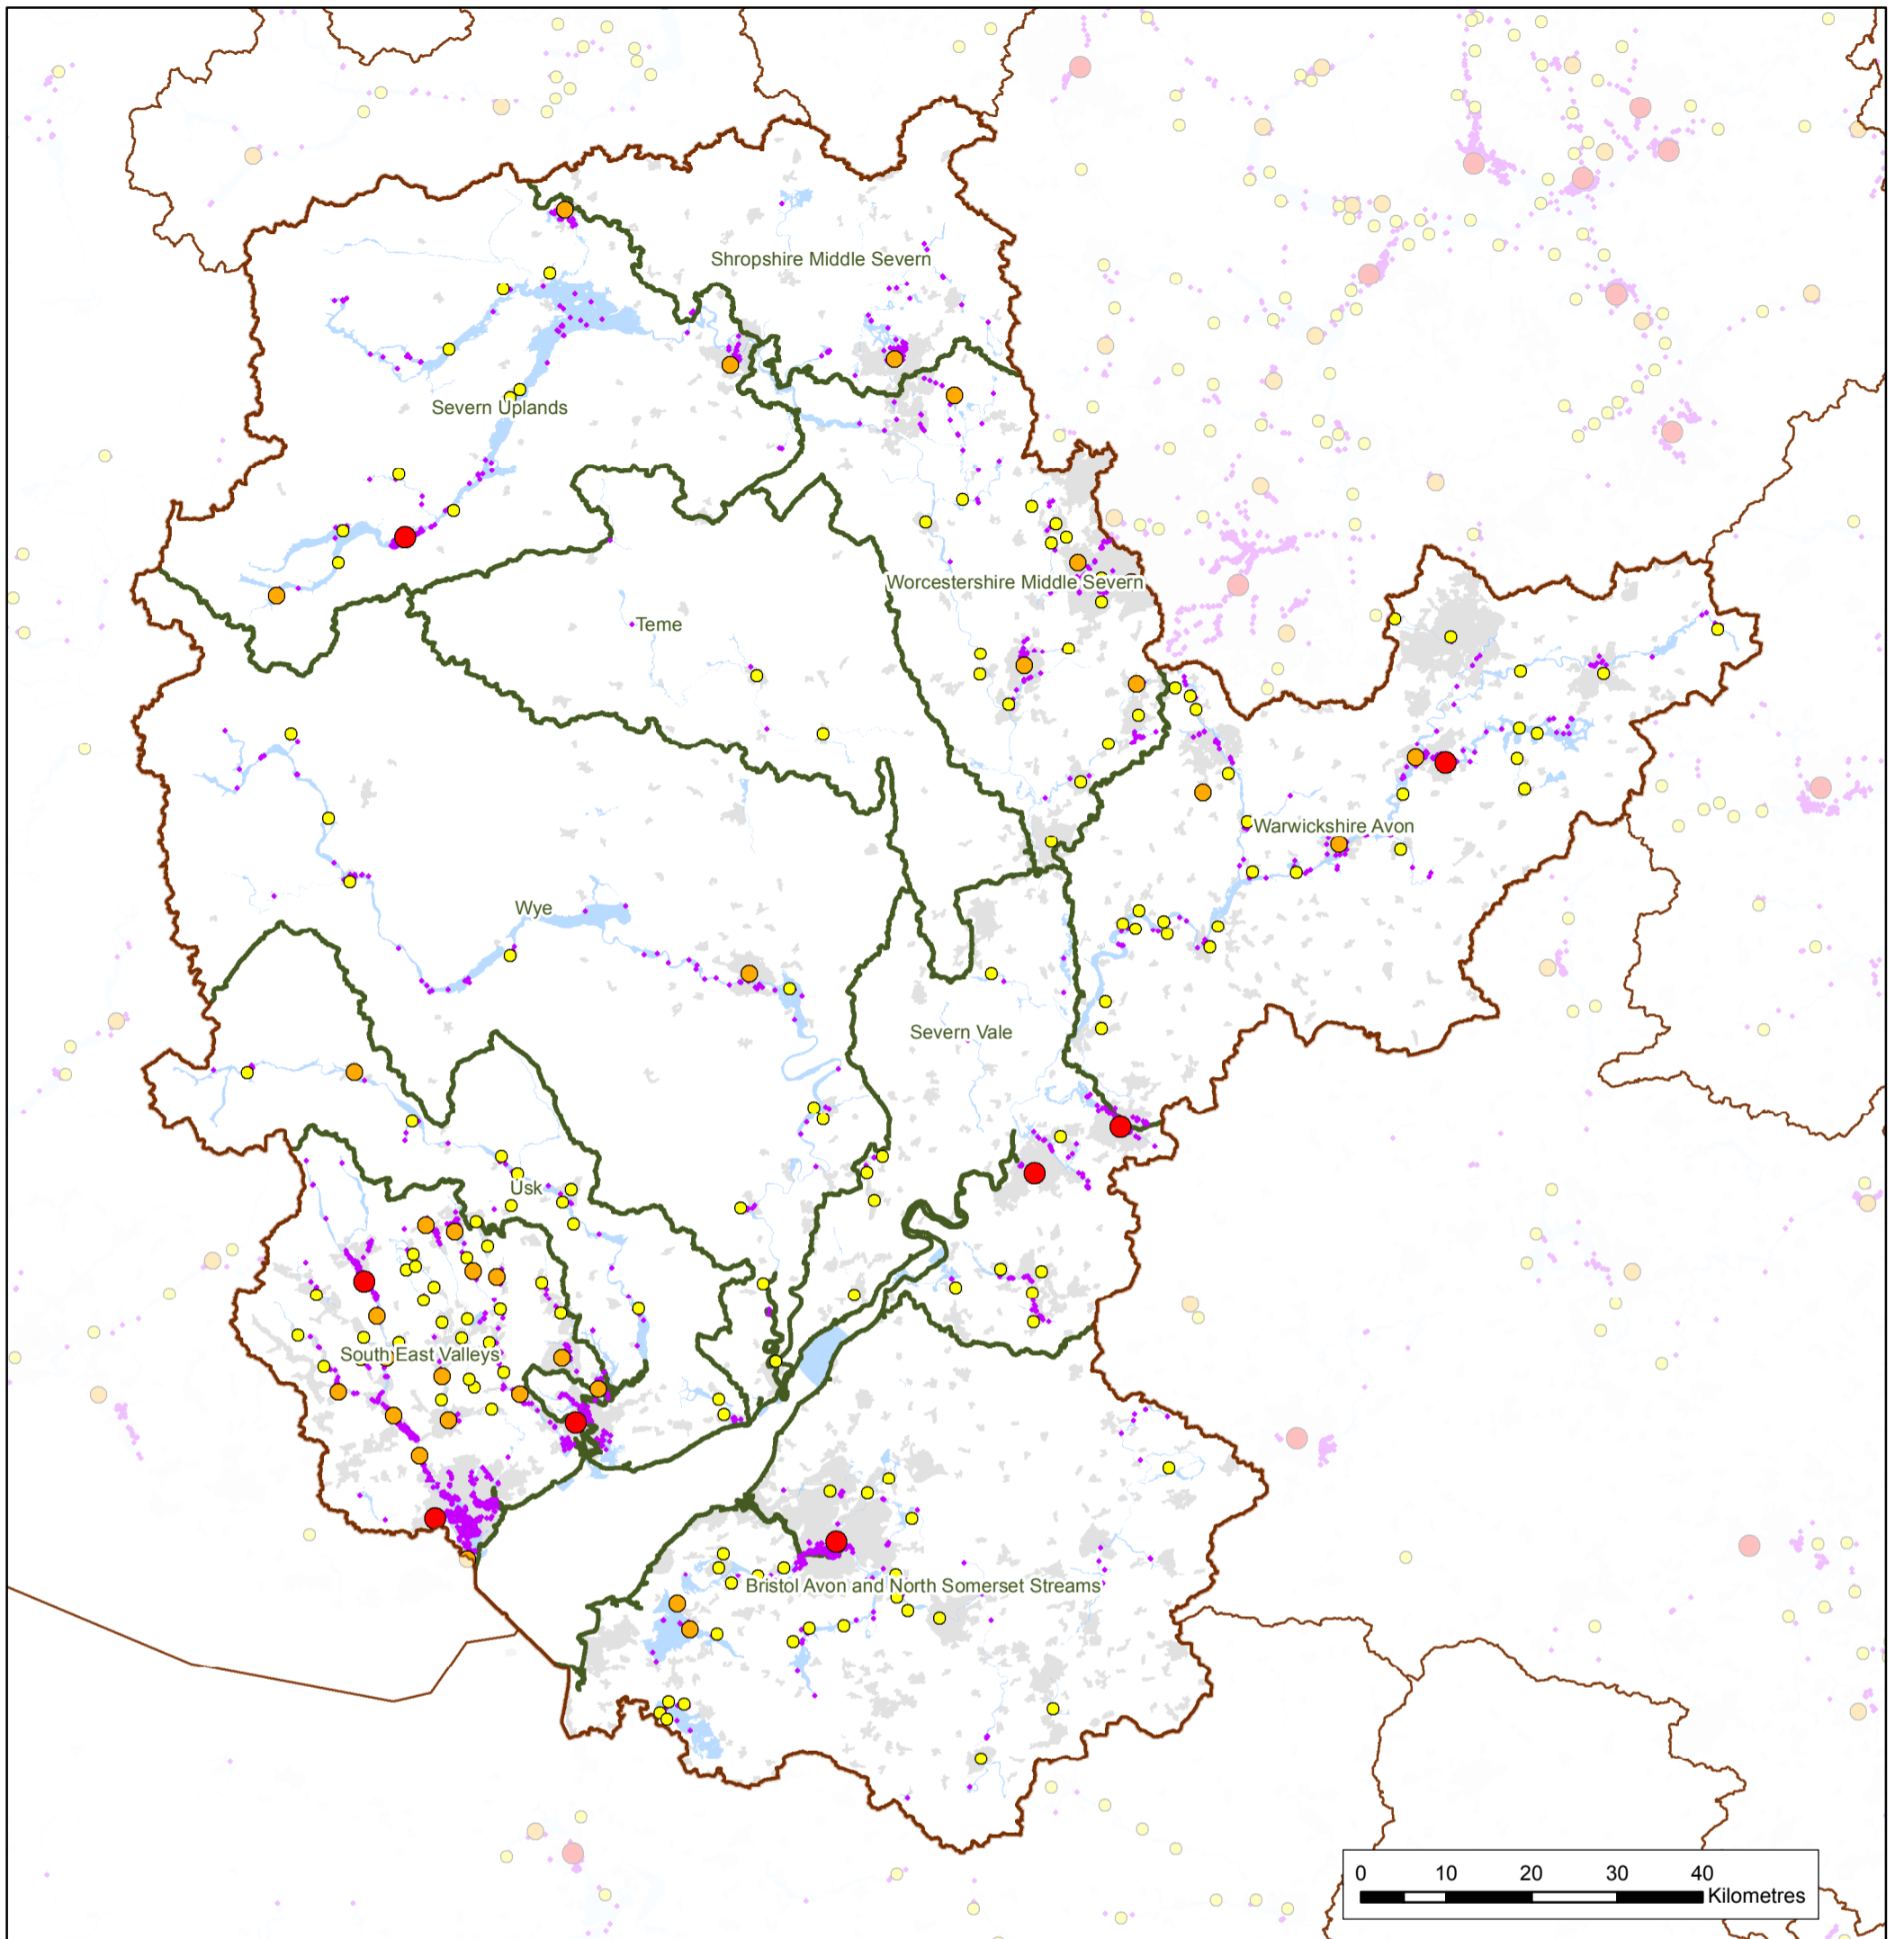 Shropshire Middle Severn
Severn Uplands
Worcestershire Middle Severn
Teme
Warwickshire Avon
Wye
Severn Vale
Usk
South East Valleys
Bristol Avon and North Somerset Streams
0 10 20 30 40
Kilometres